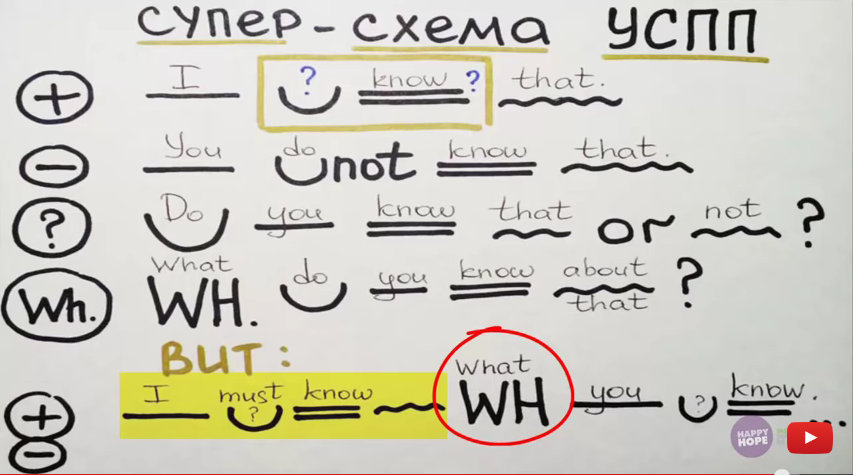 СУПЕР-СХЕМА УСПП
+ I ? know ? that.
− You do not know that.
? Do you know that or not ?
What
Wh. WH. do you know about that ?
BUT:
+ − I must ? know What WH you ? know. ...
HAPPY HOPE